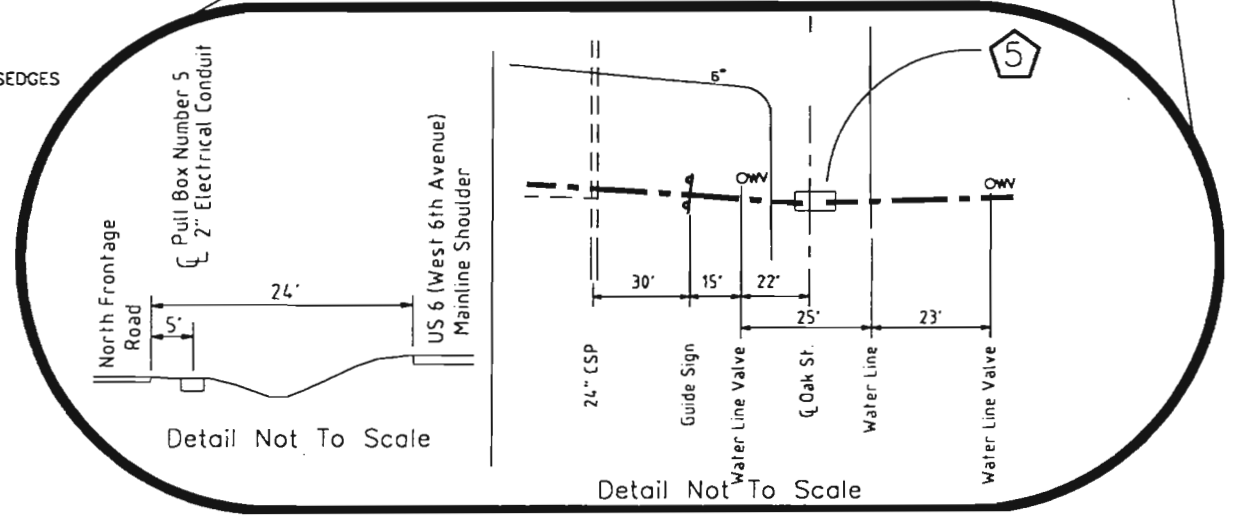 SEDGES
℄ Pull Box Number 5
2" Electrical Conduit
North Frontage
Road
24'
5'
US 6 (West 6th Avenue)
Mainline Shoulder
Detail Not To Scale
6"
5
WV
WV
30'
15'
22'
25'
23'
24" CSP
Guide Sign
Water Line Valve
℄ Oak St.
Water Line
Water Line Valve
Detail Not To Scale